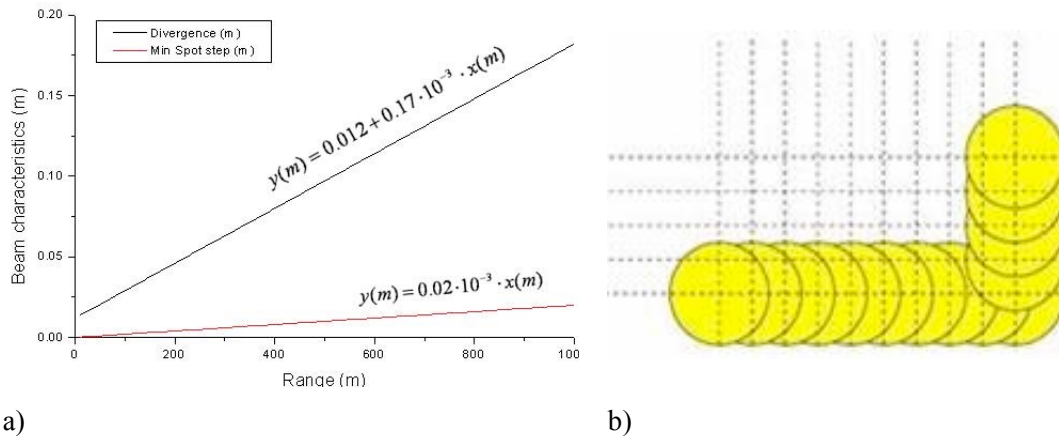 0.20
Divergence (m)
Min Spot step (m)
0.15
y(m) = 0.012 + 0.17·10⁻³ · x(m)
Beam characteristics (m)
0.10
0.05
y(m) = 0.02·10⁻³ · x(m)
0.00
0 200 400 600 800 100
Range (m)
a) b)